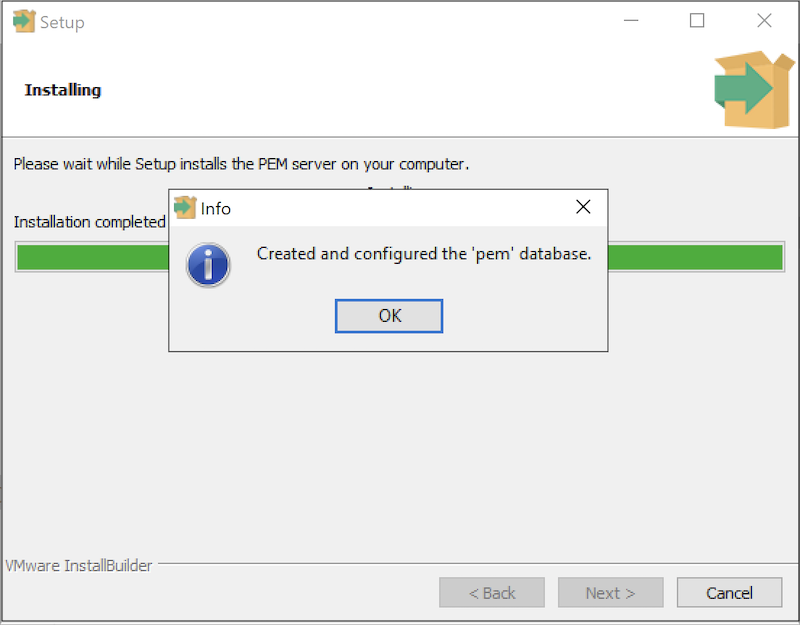 Setup
Installing
Please wait while Setup installs the PEM server on your computer.
Installation completed
Info
Created and configured the 'pem' database.
OK
VMware InstallBuilder
< Back
Next >
Cancel